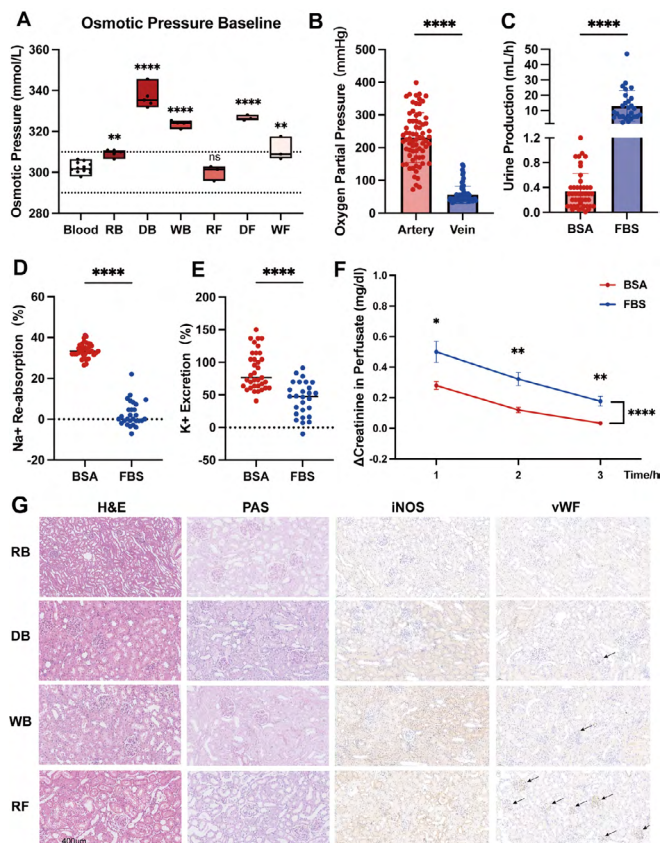 A
Osmotic Pressure Baseline
Osmotic Pressure (mmol/L)
360
340
320
300
280
**
****
****
ns
****
**
Blood RB DB WB RF DF WF
B
Oxygen Partial Pressure (mmHg)
****
500
400
300
200
100
0
Artery Vein
C
Urine Production (mL/h)
****
50
40
30
20
10
1.2
0.8
0.4
0.0
BSA FBS
D
Na+ Re-absorption (%)
****
60
40
20
0
-20
BSA FBS
E
K+ Excretion (%)
****
200
150
100
50
0
-50
BSA FBS
F
ΔCreatinine in Perfusate (mg/dl)
1.0
0.8
0.6
0.4
0.2
0.0
-0.2
BSA
FBS
*
**
**
****
1 2 3 Time/h
G
H&E PAS iNOS vWF
RB
DB
WB
RF
400um